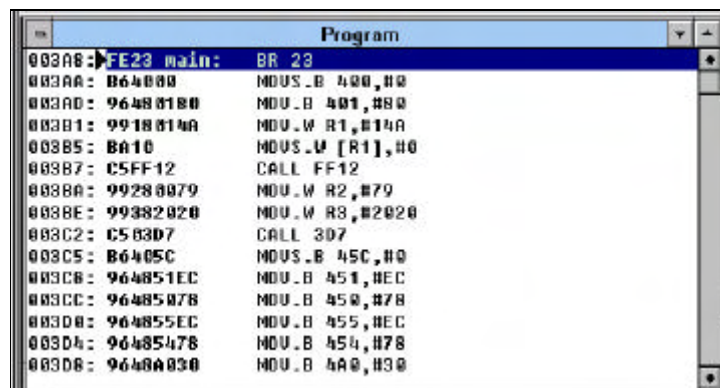 Program
003A8: FE23 main: BR 23
003AA: B64000 MOVS.B 400,#0
003AD: 96480180 MOV.B 401,#80
003B1: 9918014A MOV.W R1,#14A
003B5: BA10 MOVS.W [R1],#0
003B7: C5FF12 CALL FF12
003BA: 99280079 MOV.W R2,#79
003BE: 99382020 MOV.W R3,#2020
003C2: C503D7 CALL 3D7
003C5: B6405C MOVS.B 45C,#0
003C8: 964851EC MOV.B 451,#EC
003CC: 96485078 MOV.B 450,#78
003D0: 964855EC MOV.B 455,#EC
003D4: 96485478 MOV.B 454,#78
003D8: 9648A030 MOV.B 4A0,#30